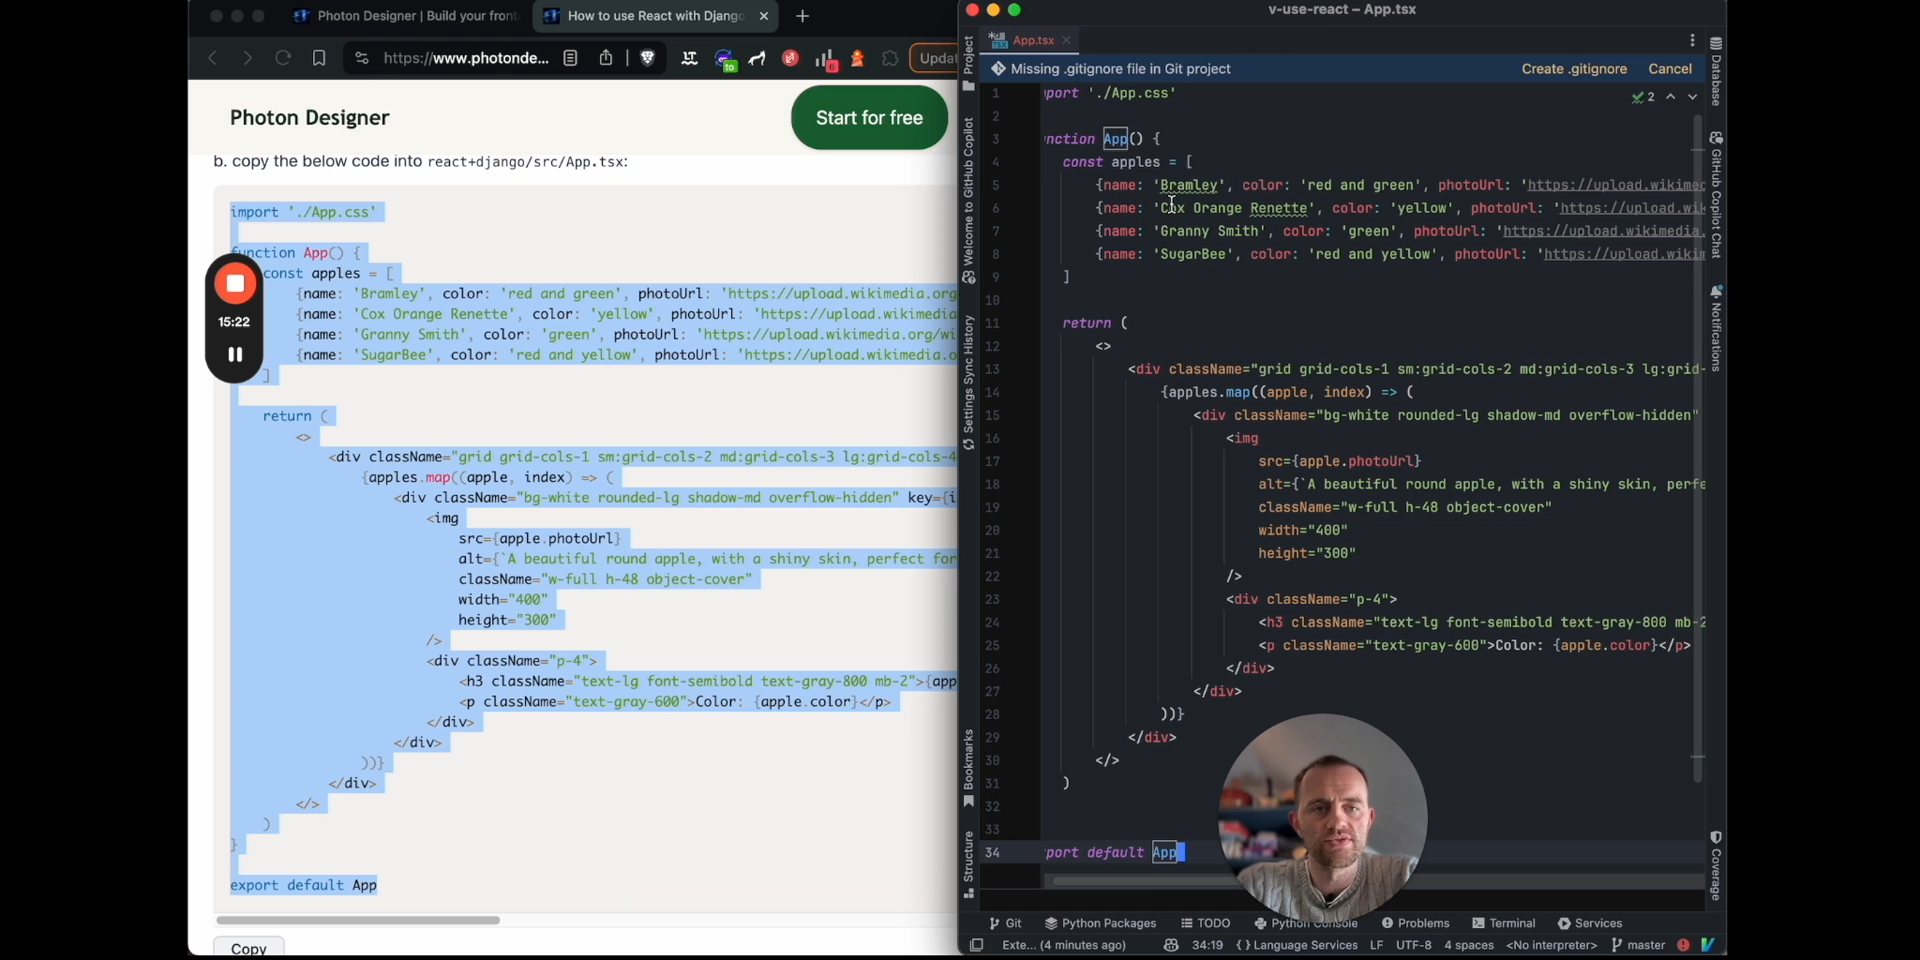 Photon Designer | Build your front
How to use React with Django
https://www.photonde...
to
6
Updat
Photon Designer
Start for free
b. copy the below code into react+django/src/App.tsx:
import './App.css'
function App() {
const apples = [
{name: 'Bramley', color: 'red and green', photoUrl: 'https://upload.wikimedia.org
{name: 'Cox Orange Renette', color: 'yellow', photoUrl: 'https://upload.wikimedia
{name: 'Granny Smith', color: 'green', photoUrl: 'https://upload.wikimedia.org/wi
{name: 'SugarBee', color: 'red and yellow', photoUrl: 'https://upload.wikimedia.o
]
return (
<>
<div className="grid grid-cols-1 sm:grid-cols-2 md:grid-cols-3 lg:grid-cols-4
{apples.map((apple, index) => (
<div className="bg-white rounded-lg shadow-md overflow-hidden" key={i
<img
src={apple.photoUrl}
alt={`A beautiful round apple, with a shiny skin, perfect for
className="w-full h-48 object-cover"
width="400"
height="300"
/>
<div className="p-4">
<h3 className="text-lg font-semibold text-gray-800 mb-2">{app
<p className="text-gray-600">Color: {apple.color}</p>
</div>
</div>
))}
</div>
</>
)
}
export default App
Copy
15:22
v-use-react – App.tsx
App.tsx
Missing .gitignore file in Git project
Create .gitignore
Cancel
2
1 port './App.css'
2
3 nction App() {
4 const apples = [
5 {name: 'Bramley', color: 'red and green', photoUrl: 'https://upload.wikimed
6 {name: 'Cox Orange Renette', color: 'yellow', photoUrl: 'https://upload.wik
7 {name: 'Granny Smith', color: 'green', photoUrl: 'https://upload.wikimedia.
8 {name: 'SugarBee', color: 'red and yellow', photoUrl: 'https://upload.wikim
9 ]
10
11 return (
12 <>
13 <div className="grid grid-cols-1 sm:grid-cols-2 md:grid-cols-3 lg:grid-
14 {apples.map((apple, index) => (
15 <div className="bg-white rounded-lg shadow-md overflow-hidden"
16 <img
17 src={apple.photoUrl}
18 alt={`A beautiful round apple, with a shiny skin, perfe
19 className="w-full h-48 object-cover"
20 width="400"
21 height="300"
22 />
23 <div className="p-4">
24 <h3 className="text-lg font-semibold text-gray-800 mb-2
25 <p className="text-gray-600">Color: {apple.color}</p>
26 </div>
27 </div>
28 ))}
29 </div>
30 </>
31 )
32
33
34 port default App
Project
Welcome to GitHub Copilot
Settings Sync History
Bookmarks
Structure
Database
GitHub Copilot Chat
Notifications
Coverage
Git
Python Packages
TODO
Python Console
Problems
Terminal
Services
Exte... (4 minutes ago)
34:19
{ } Language Services
LF
UTF-8
4 spaces
<No interpreter>
master